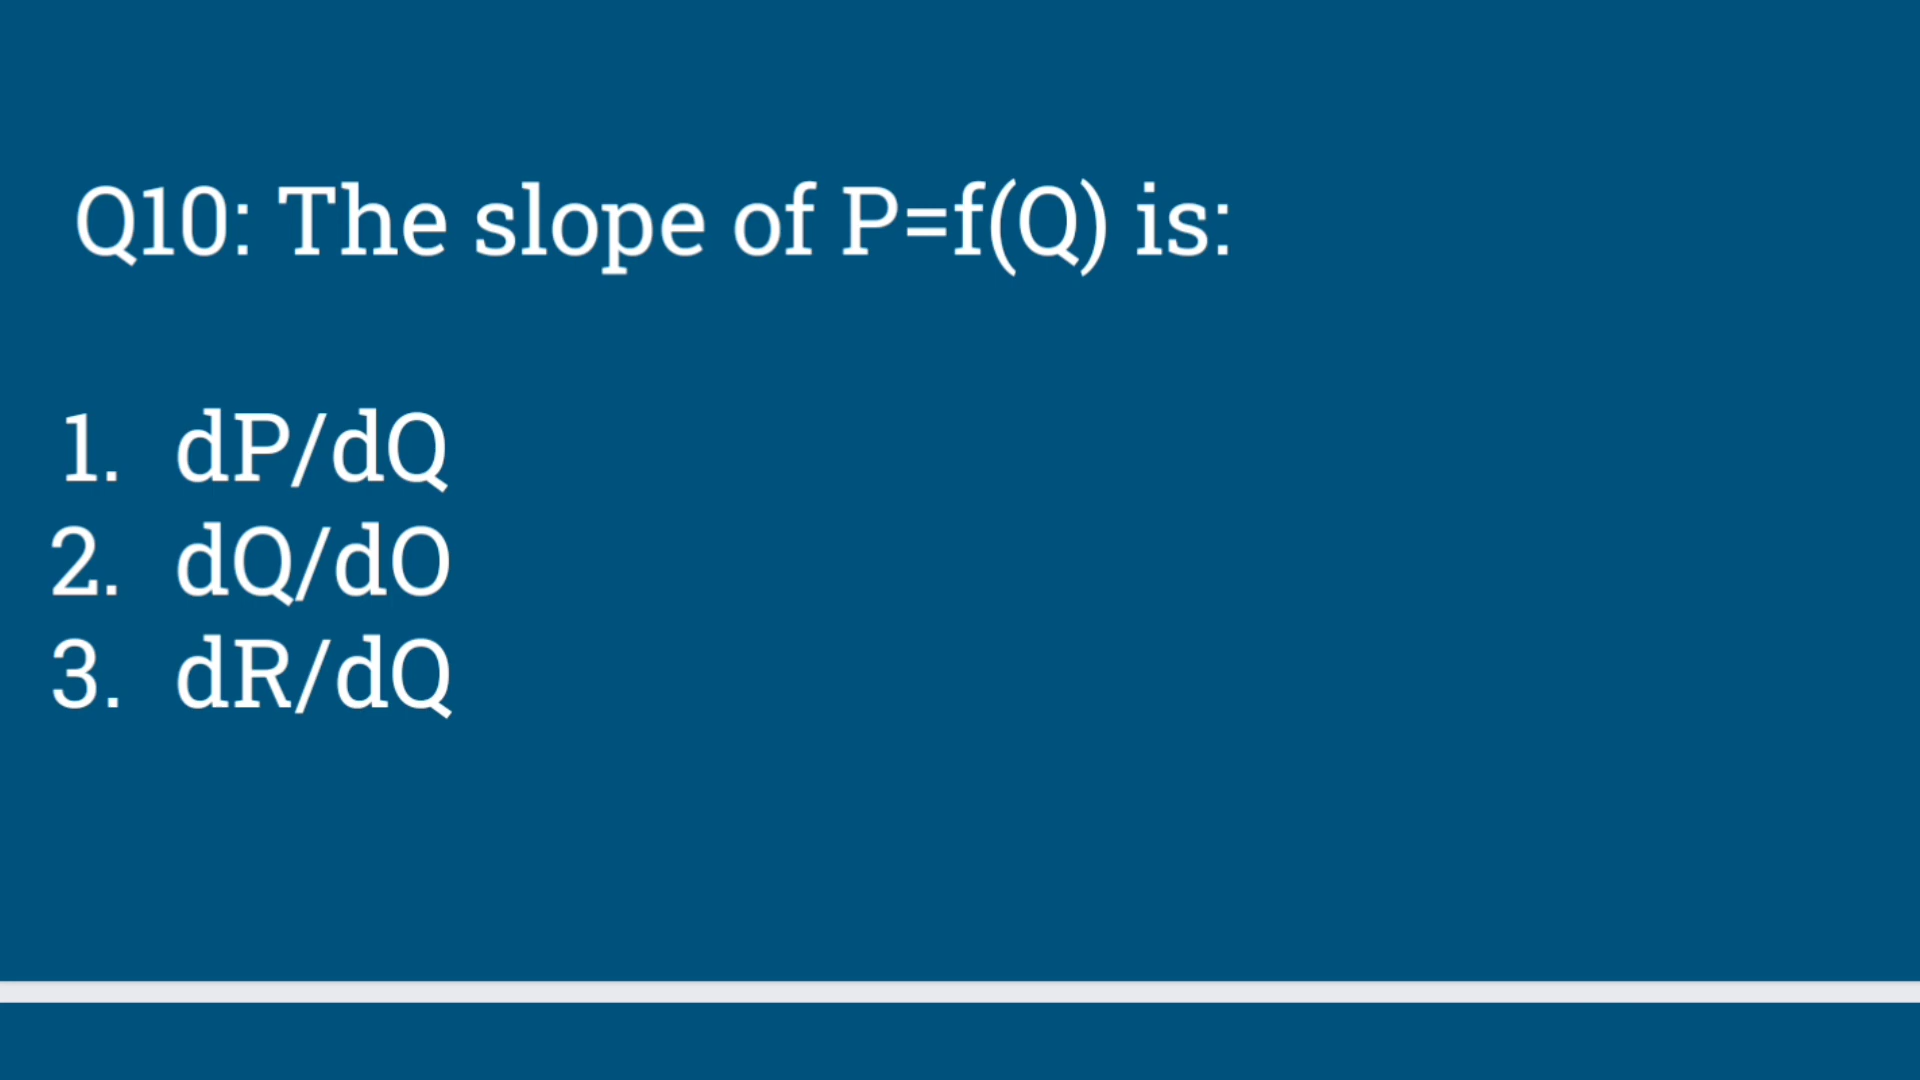 Q10: The slope of P=f(Q) is:
1. dP/dQ
2. dQ/dO
3. dR/dQ